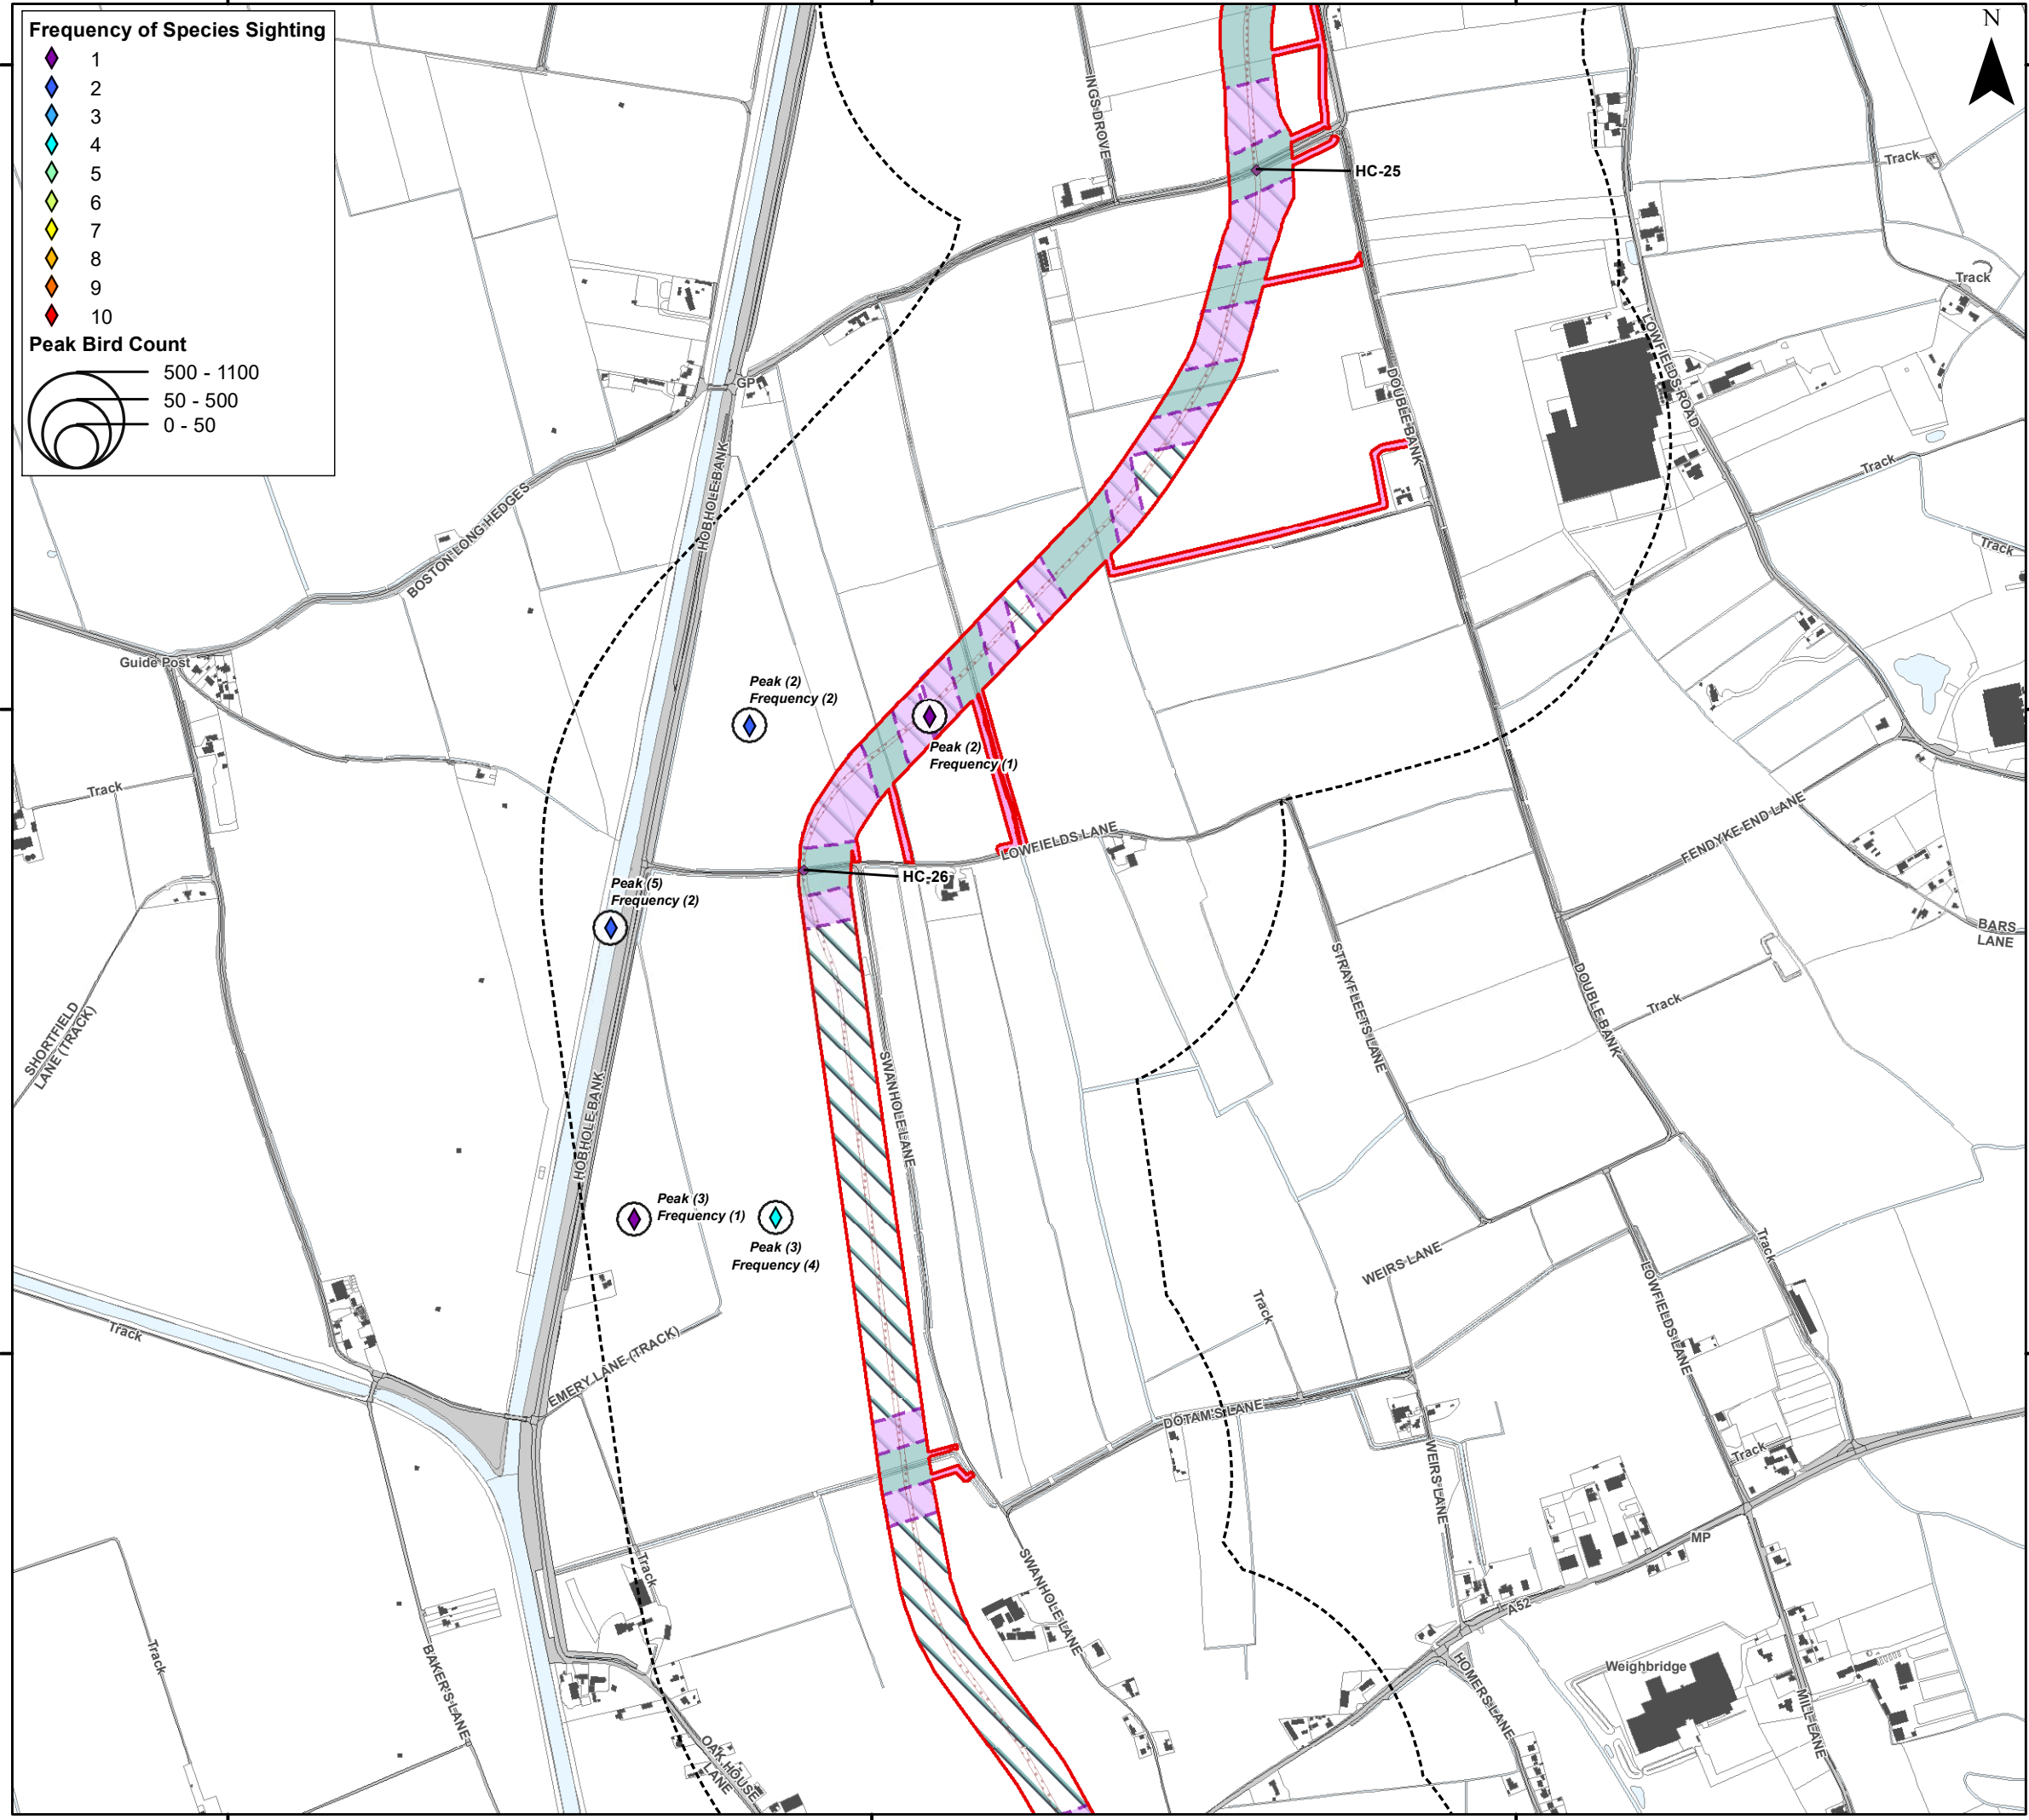 Frequency of Species Sighting
1
2
3
4
5
6
7
8
9
10
Peak Bird Count
500 - 1100
50 - 500
0 - 50
N
INGS DROVE
HC-25
Track
Track
LOWFIELDS ROAD
GP
DOUBLE BANK
HOBHOLE BANK
BOSTON LONG HEDGES
Track
Track
Guide Post
Peak (2)
Frequency (2)
Peak (2)
Frequency (1)
Track
LOWFIELDS LANE
FENDYKE END LANE
HC-26
Peak (5)
Frequency (2)
BARS
LANE
STRAYFLEETS LANE
DOUBLE BANK
Track
SHORTFIELD
LANE (TRACK)
SWANHOLE LANE
HOBHOLE BANK
Peak (3)
Frequency (1)
Peak (3)
Frequency (4)
Track
WEIRS LANE
LOWFIELDS LANE
Track
Track
EMERY LANE (TRACK)
DOTAM'S LANE
WEIRS LANE
Track
MP
SWANHOLE LANE
Track
A52
Track
BAKER'S LANE
HOMERS LANE
Weighbridge
MILL LANE
OAK HOUSE
LANE